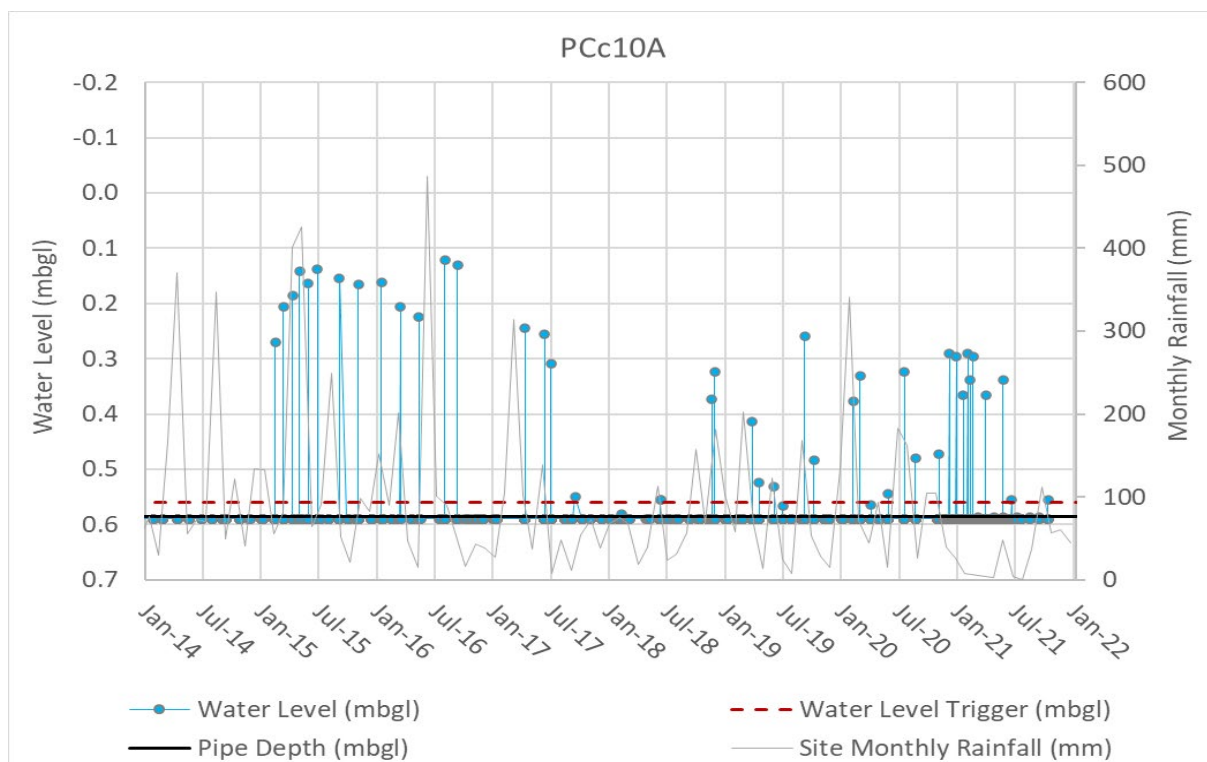 PCc10A
-0.2
-0.1
0.0
0.1
0.2
0.3
0.4
0.5
0.6
0.7
Water Level (mbgl)
600
500
400
300
200
100
0
Monthly Rainfall (mm)
Jan-14
Jul-14
Jan-15
Jul-15
Jan-16
Jul-16
Jan-17
Jul-17
Jan-18
Jul-18
Jan-19
Jul-19
Jan-20
Jul-20
Jan-21
Jul-21
Jan-22
Water Level (mbgl)
Water Level Trigger (mbgl)
Pipe Depth (mbgl)
Site Monthly Rainfall (mm)